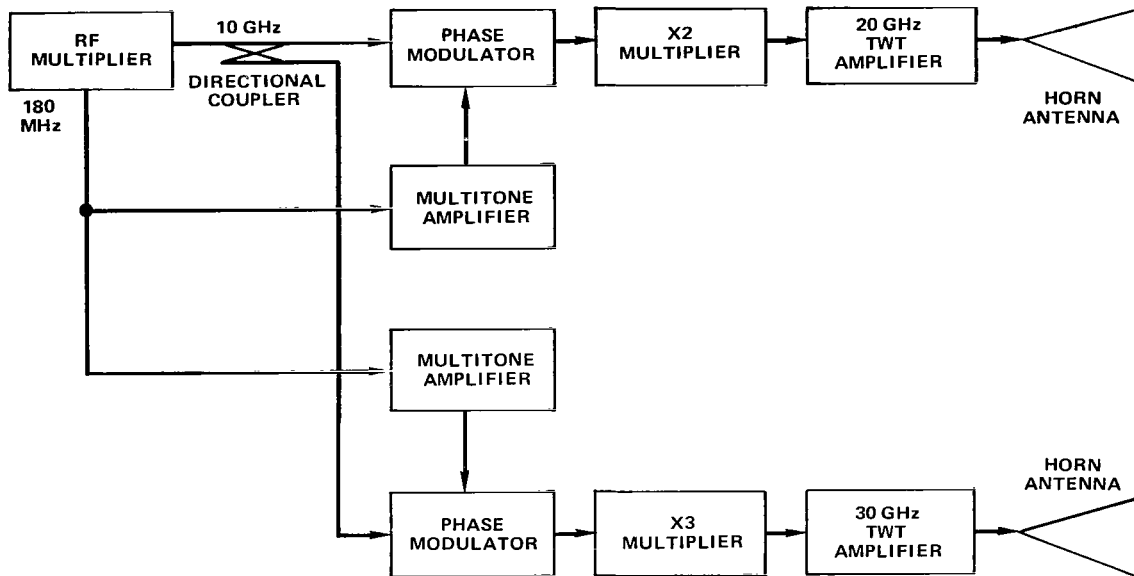 RF
MULTIPLIER
10 GHz
DIRECTIONAL
COUPLER
180
MHz
PHASE
MODULATOR
X2
MULTIPLIER
20 GHz
TWT
AMPLIFIER
HORN
ANTENNA
MULTITONE
AMPLIFIER
MULTITONE
AMPLIFIER
PHASE
MODULATOR
X3
MULTIPLIER
30 GHz
TWT
AMPLIFIER
HORN
ANTENNA